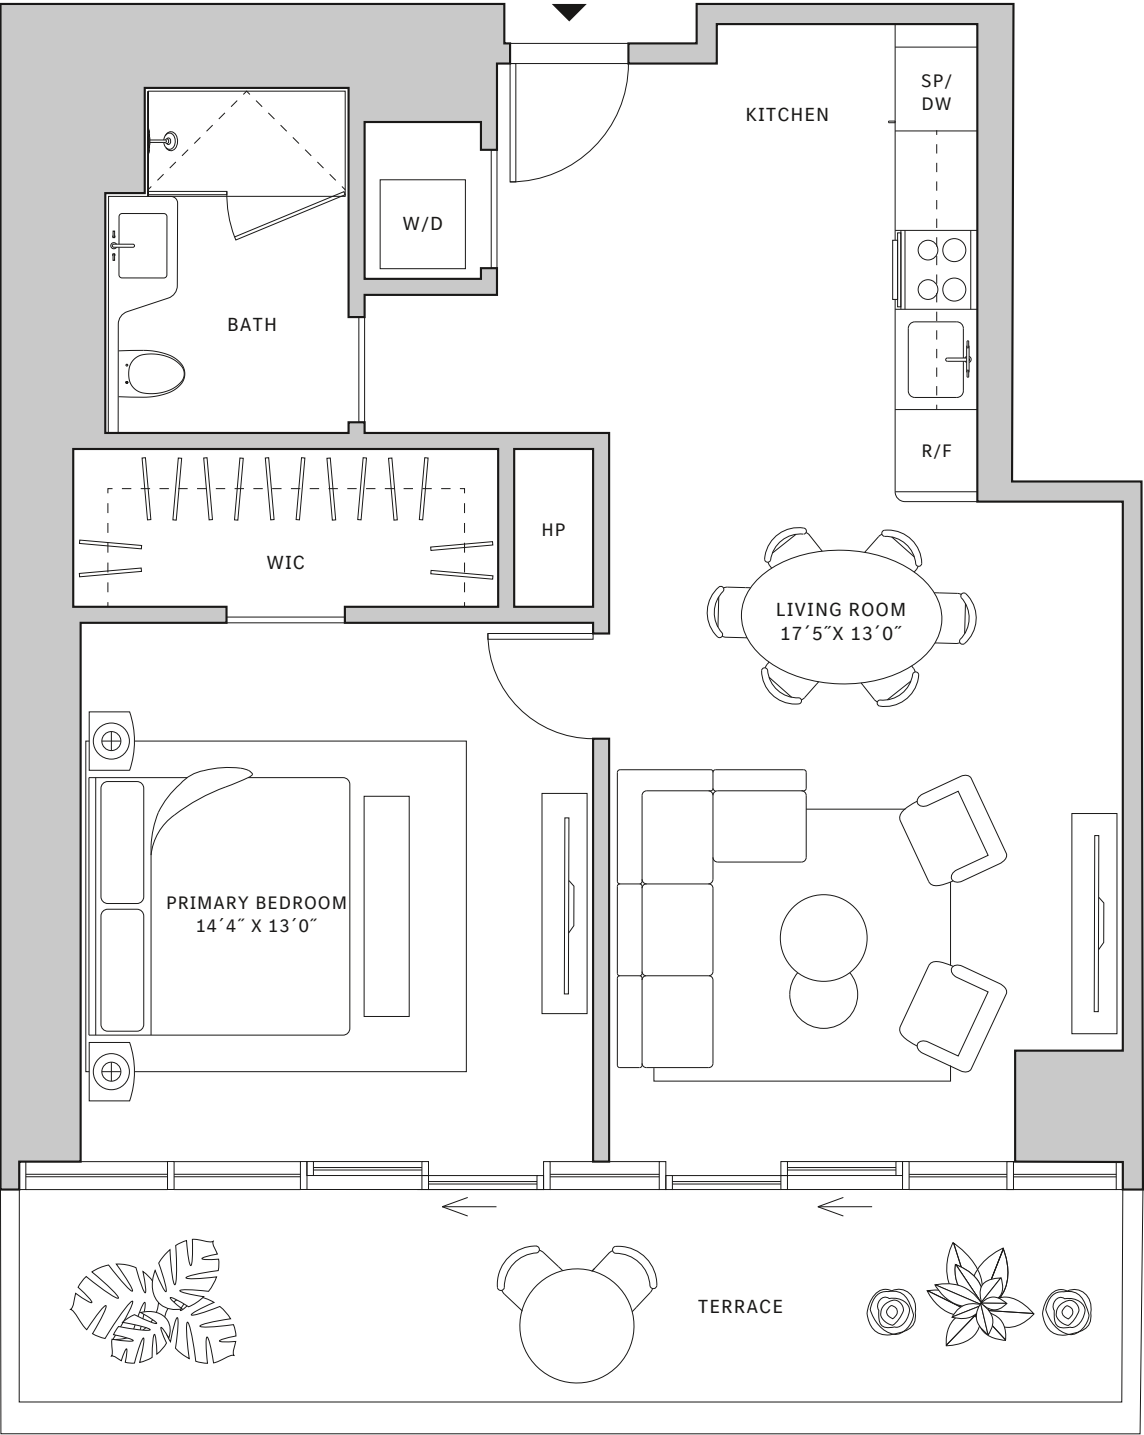 SP/
DW
KITCHEN
W/D
BATH
R/F
HP
WIC
LIVING ROOM
17´5˝X 13´0˝
PRIMARY BEDROOM
14´4˝ X 13´0˝
TERRACE